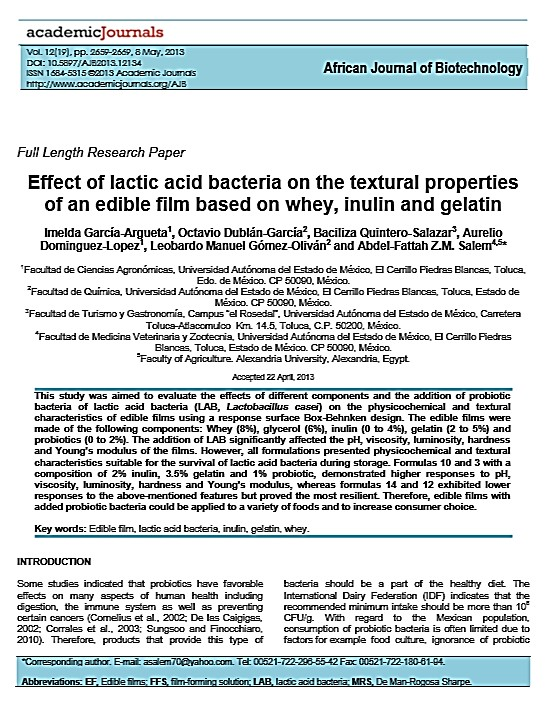 academicJournals
Vol. 12(19), pp. 2659-2669, 8 May, 2013
DOI: 10.5897/AJB2013.12134
ISSN 1684-5315 ©2013 Academic Journals
http://www.academicjournals.org/AJB
African Journal of Biotechnology
Full Length Research Paper
Effect of lactic acid bacteria on the textural properties
of an edible film based on whey, inulin and gelatin
Imelda García-Argueta1, Octavio Dublán-García2, Baciliza Quintero-Salazar3, Aurelio
Dominguez-Lopez1, Leobardo Manuel Gómez-Oliván2 and Abdel-Fattah Z.M. Salem4,5*
1Facultad de Ciencias Agronómicas, Universidad Autónoma del Estado de México, El Cerrillo Piedras Blancas, Toluca,
Edo. de México. CP 50090, México.
2Facultad de Química, Universidad Autónoma del Estado de México, El Cerrillo Piedras Blancas, Toluca, Estado de
México. CP 50090, México.
3Facultad de Turismo y Gastronomía, Campus "el Rosedal", Universidad Autónoma del Estado de México, Carretera
Toluca-Atlacomulco Km. 14.5, Toluca, C.P. 50200, México.
4Facultad de Medicina Veterinaria y Zootecnia, Universidad Autónoma del Estado de México, El Cerrillo Piedras
Blancas, Toluca, Estado de México. CP 50090, México.
5Faculty of Agriculture. Alexandria University, Alexandria, Egypt.
Accepted 22 April, 2013
This study was aimed to evaluate the effects of different components and the addition of probiotic
bacteria of lactic acid bacteria (LAB, Lactobacillus casei) on the physicochemical and textural
characteristics of edible films using a response surface Box-Behnken design. The edible films were
made of the following components: Whey (8%), glycerol (6%), inulin (0 to 4%), gelatin (2 to 5%) and
probiotics (0 to 2%). The addition of LAB significantly affected the pH, viscosity, luminosity, hardness
and Young's modulus of the films. However, all formulations presented physicochemical and textural
characteristics suitable for the survival of lactic acid bacteria during storage. Formulas 10 and 3 with a
composition of 2% inulin, 3.5% gelatin and 1% probiotic, demonstrated higher responses to pH,
viscosity, luminosity, hardness and Young's modulus, whereas formulas 14 and 12 exhibited lower
responses to the above-mentioned features but proved the most resilient. Therefore, edible films with
added probiotic bacteria could be applied to a variety of foods and to increase consumer choice.
Key words: Edible film, lactic acid bacteria, inulin, gelatin, whey.
INTRODUCTION
Some studies indicated that probiotics have favorable
effects on many aspects of human health including
digestion, the immune system as well as preventing
certain cancers (Cornelius et al., 2002; De las Caigigas,
2002; Corrales et al., 2003; Sungsoo and Finocchiaro,
2010). Therefore, products that provide this type of
bacteria should be a part of the healthy diet. The
International Dairy Federation (IDF) indicates that the
recommended minimum intake should be more than 10⁶
CFU/g. With regard to the Mexican population,
consumption of probiotic bacteria is often limited due to
factors for example food culture, ignorance of probiotic
*Corresponding author. E-mail: asalem70@yahoo.com. Tel: 00521-722-296-55-42 Fax: 00521-722-180-61-94.
Abbreviations: EF, Edible films; FFS, film-forming solution; LAB, lactic acid bacteria; MRS, De Man-Rogosa Sharpe.